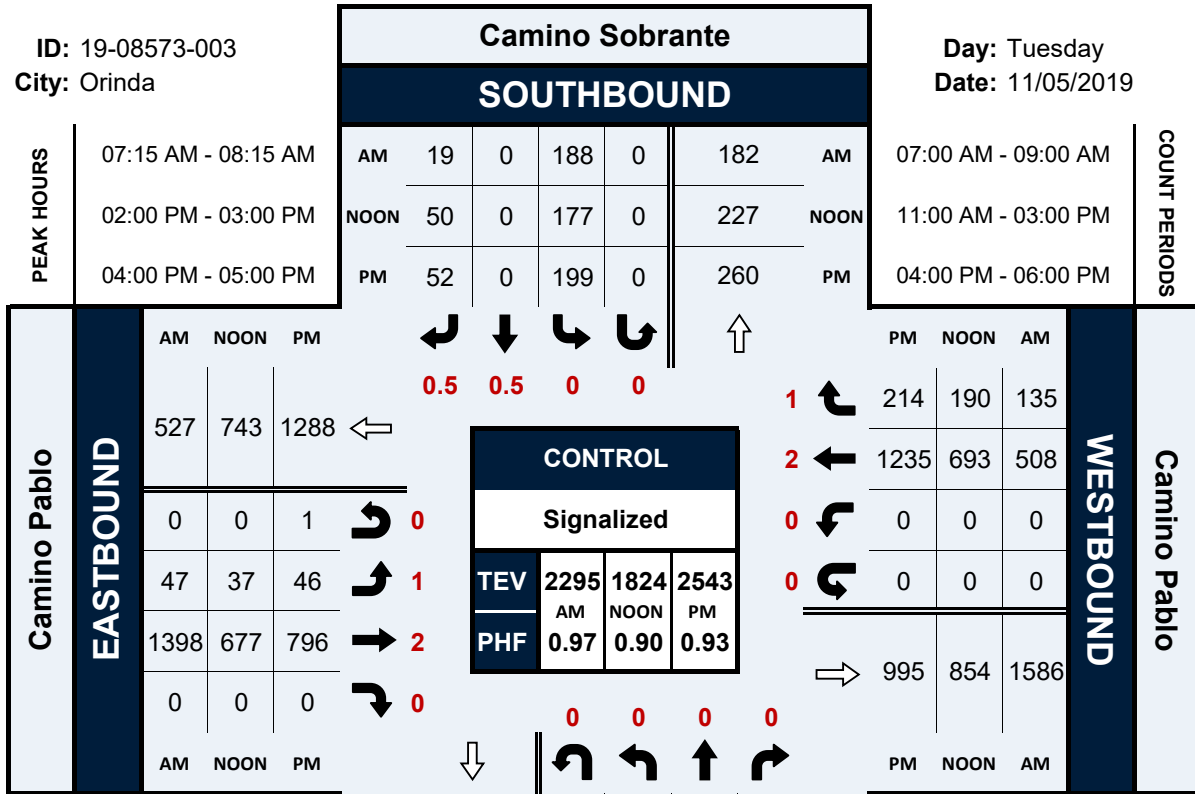 ID: 19-08573-003
City: Orinda
Camino Sobrante
SOUTHBOUND
Day: Tuesday
Date: 11/05/2019
PEAK HOURS
07:15 AM - 08:15 AM
02:00 PM - 03:00 PM
04:00 PM - 05:00 PM
AM 19 0 188 0 182 AM
NOON 50 0 177 0 227 NOON
PM 52 0 199 0 260 PM
07:00 AM - 09:00 AM
11:00 AM - 03:00 PM
04:00 PM - 06:00 PM
COUNT PERIODS
0.5 0.5 0 0
Camino Pablo
EASTBOUND
AM NOON PM
527 743 1288
0 0 1 0
47 37 46 1
1398 677 796 2
0 0 0 0
AM NOON PM
CONTROL
Signalized
TEV 2295 1824 2543
AM NOON PM
PHF 0.97 0.90 0.93
PM NOON AM
1 214 190 135
2 1235 693 508
0 0 0 0
0 0 0 0
995 854 1586
PM NOON AM
WESTBOUND
Camino Pablo
0 0 0 0